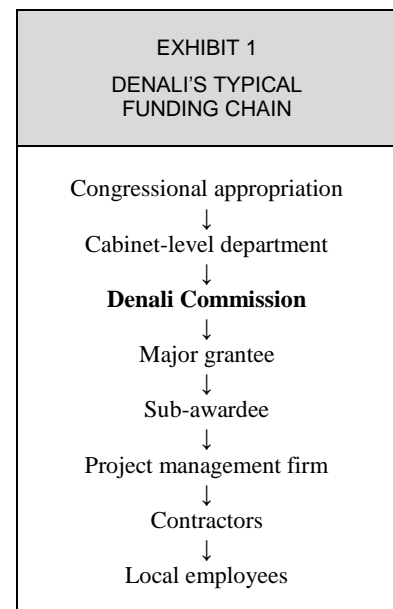 EXHIBIT 1
DENALI’S TYPICAL
FUNDING CHAIN
Congressional appropriation
↓
Cabinet-level department
↓
Denali Commission
↓
Major grantee
↓
Sub-awardee
↓
Project management firm
↓
Contractors
↓
Local employees